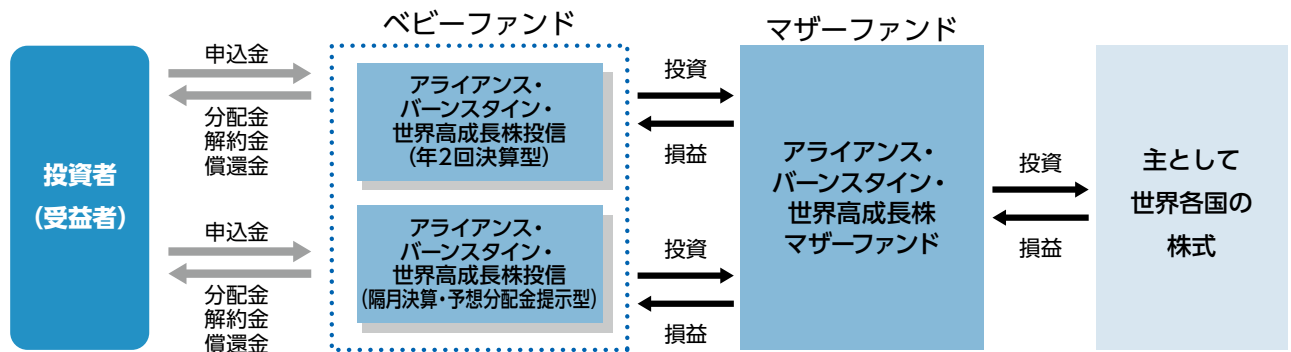 ベビーファンド
マザーファンド
投資者
(受益者)
申込金
分配金
解約金
償還金
アライアンス・
バーンスタイン・
世界高成長株投信
(年2回決算型)
投資
損益
申込金
分配金
解約金
償還金
アライアンス・
バーンスタイン・
世界高成長株投信
(隔月決算・予想分配金提示型)
投資
損益
アライアンス・
バーンスタイン・
世界高成長株
マザーファンド
投資
損益
主として
世界各国の
株式